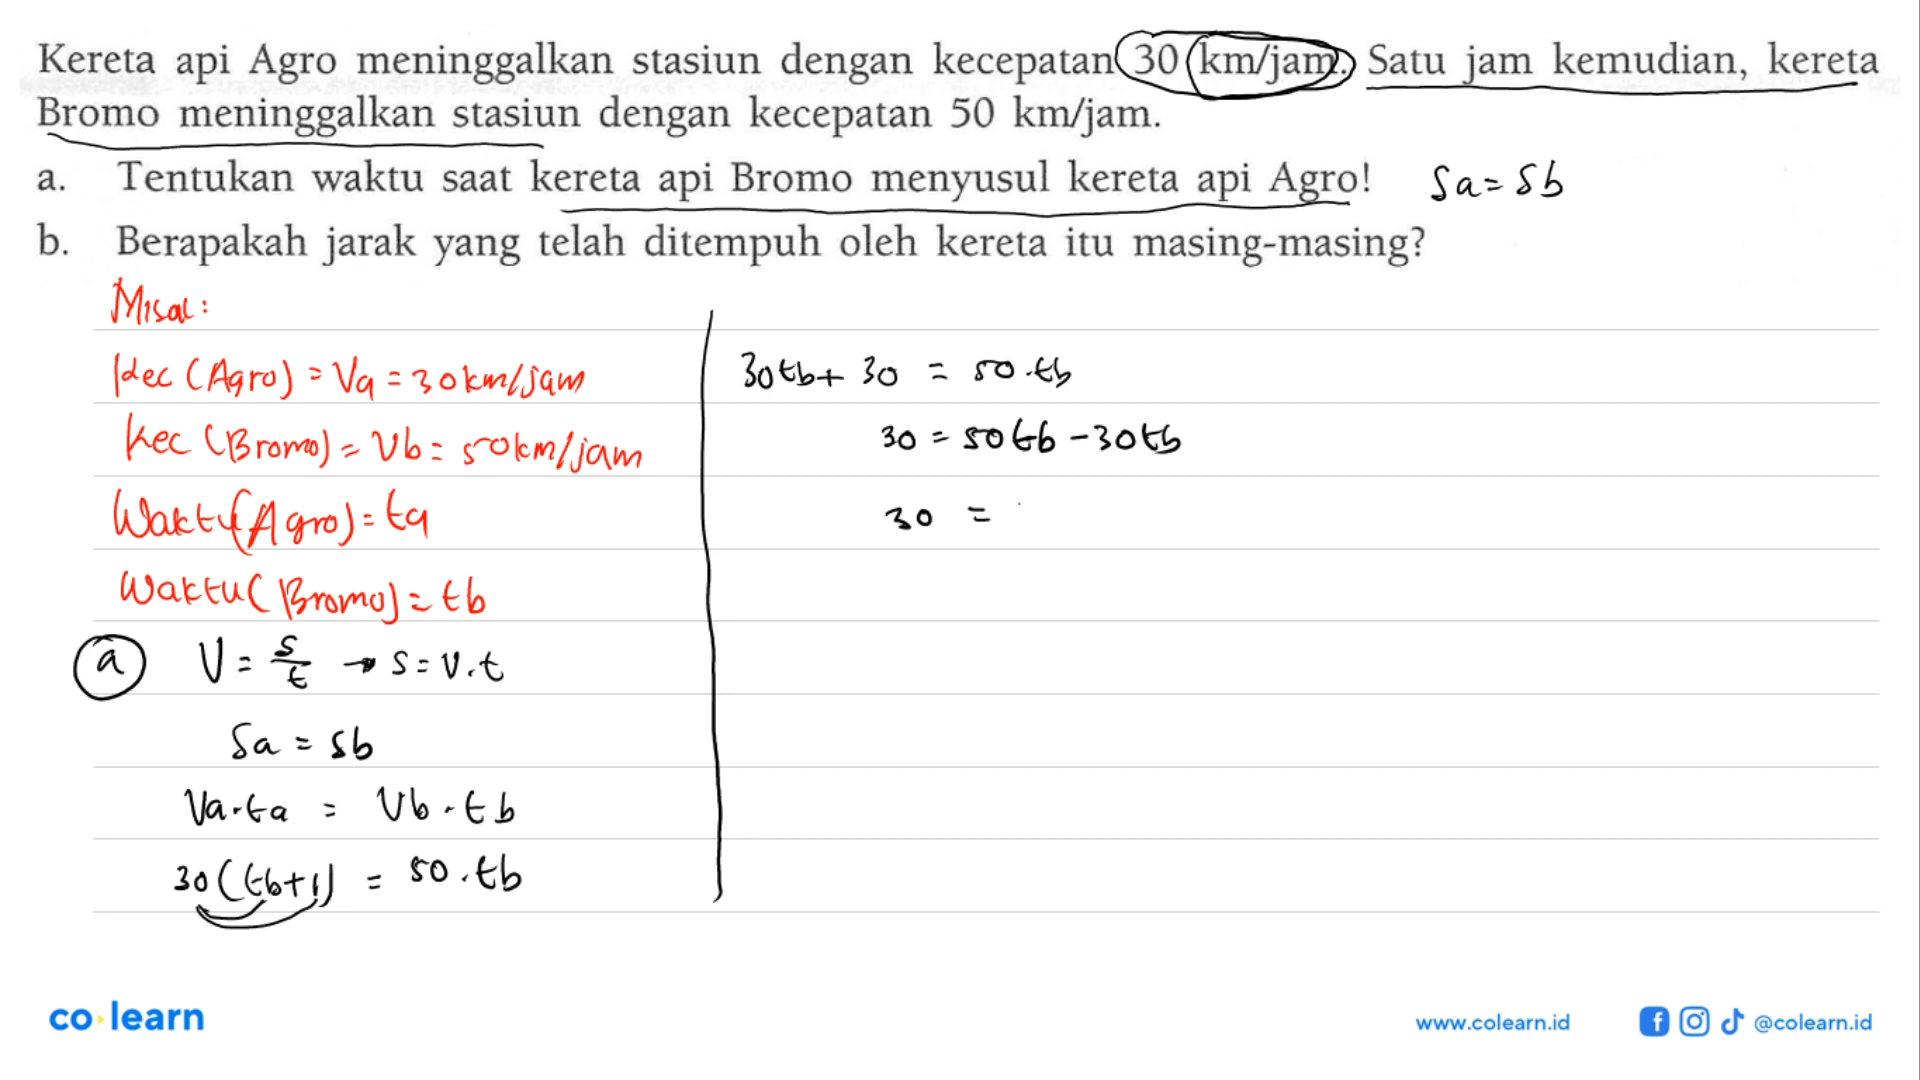 Kereta api Agro meninggalkan stasiun dengan kecepatan 30 km/jam. Satu jam kemudian, kereta
Bromo meninggalkan stasiun dengan kecepatan 50 km/jam.
a. Tentukan waktu saat kereta api Bromo menyusul kereta api Agro! Sa = Sb
b. Berapakah jarak yang telah ditempuh oleh kereta itu masing-masing?
Misal:
Kec (Agro) = Va = 30 km/jam
Kec (Bromo) = Vb = 50 km/jam
Waktu (Agro) = ta
Waktu (Bromo) = tb
a V = s/t → s = v.t
Sa = Sb
Va.ta = Vb.tb
30(tb+1) = 50.tb
30tb + 30 = 50.tb
30 = 50tb - 30tb
30 =
co learn
www.colearn.id
@colearn.id